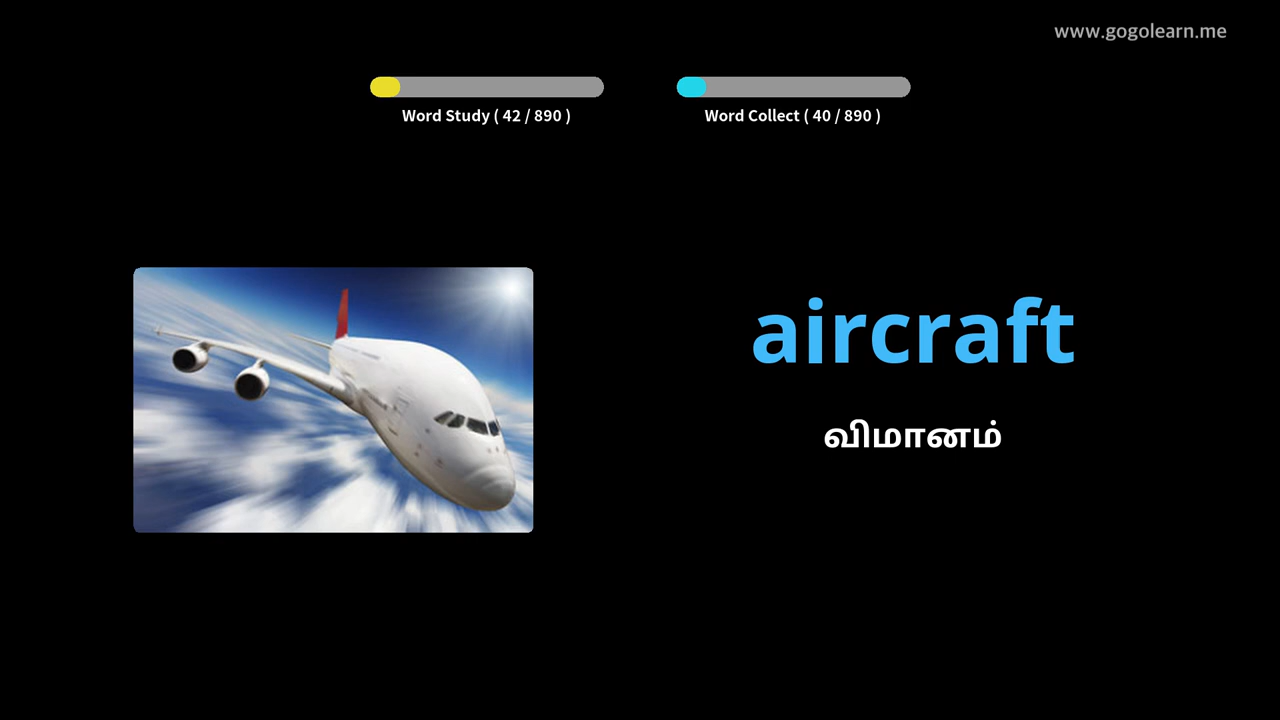 www.gogolearn.me
Word Study ( 42 / 890 )
Word Collect ( 40 / 890 )
aircraft
விமானம்